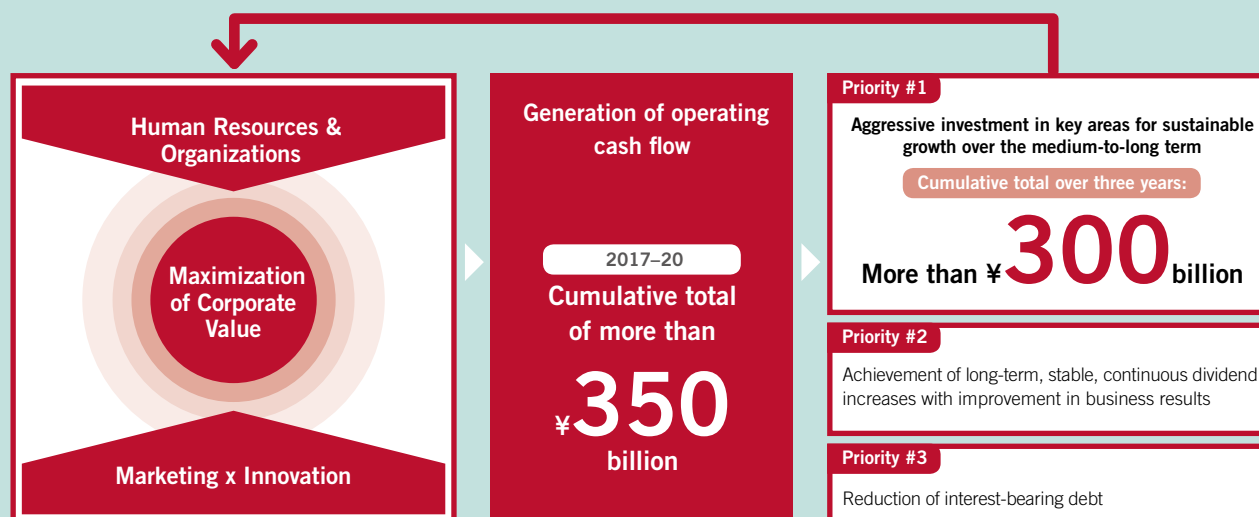 Human Resources &
Organizations
Maximization
of Corporate
Value
Marketing x Innovation
Generation of operating
cash flow
2017–20
Cumulative total
of more than
¥350
billion
Priority #1
Aggressive investment in key areas for sustainable
growth over the medium-to-long term
Cumulative total over three years:
More than ¥300 billion
Priority #2
Achievement of long-term, stable, continuous dividend
increases with improvement in business results
Priority #3
Reduction of interest-bearing debt